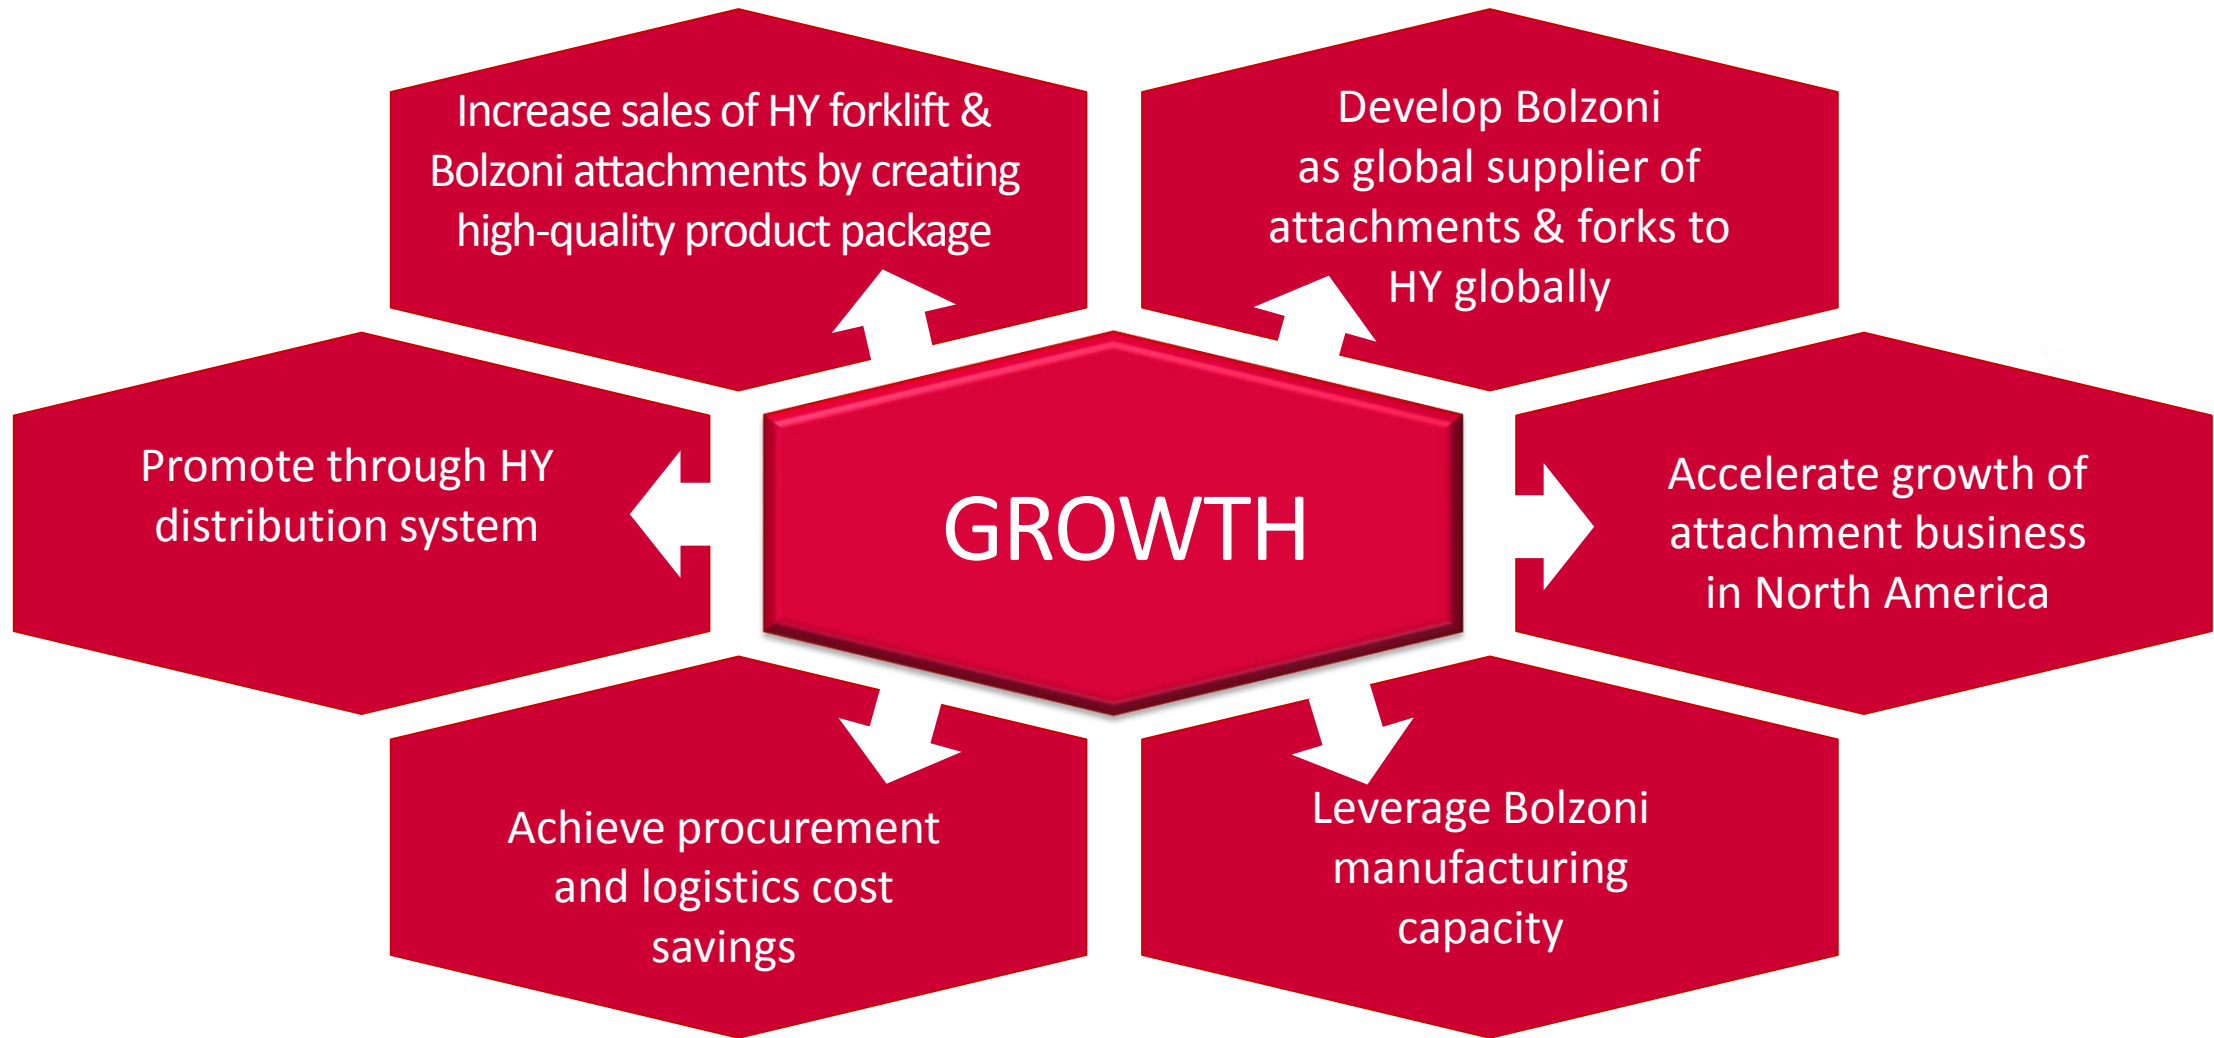 Increase sales of HY forklift &
Bolzoni attachments by creating
high-quality product package
Develop Bolzoni
as global supplier of
attachments & forks to
HY globally
Promote through HY
distribution system
GROWTH
Accelerate growth of
attachment business
in North America
Achieve procurement
and logistics cost
savings
Leverage Bolzoni
manufacturing
capacity